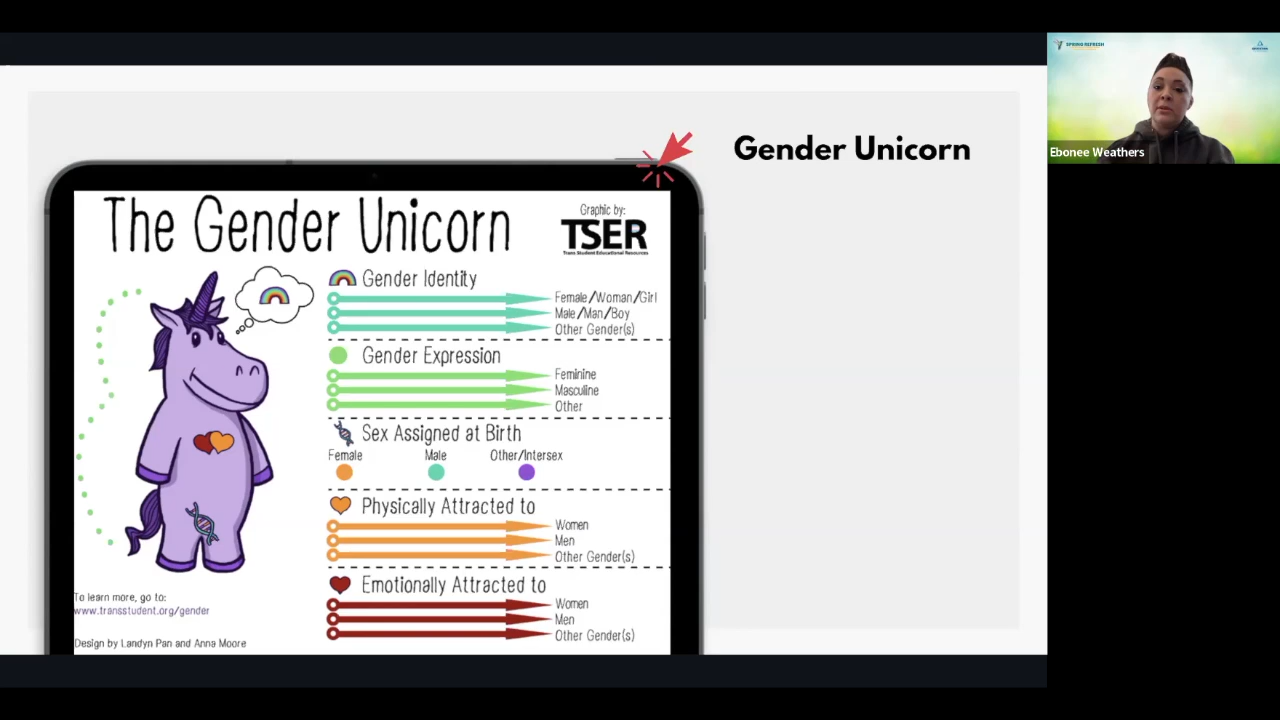 Gender Unicorn
The Gender Unicorn
Graphic by:
TSER
Trans Student Educational Resources
Gender Identity
Female/Woman/Girl
Male/Man/Boy
Other Gender(s)
Gender Expression
Feminine
Masculine
Other
Sex Assigned at Birth
Female Male Other/Intersex
Physically Attracted to
Women
Men
Other Gender(s)
Emotionally Attracted to
Women
Men
Other Gender(s)
To learn more, go to:
www.transstudent.org/gender
Design by Landyn Pan and Anna Moore
SPRING REFRESH
Ebonee Weathers